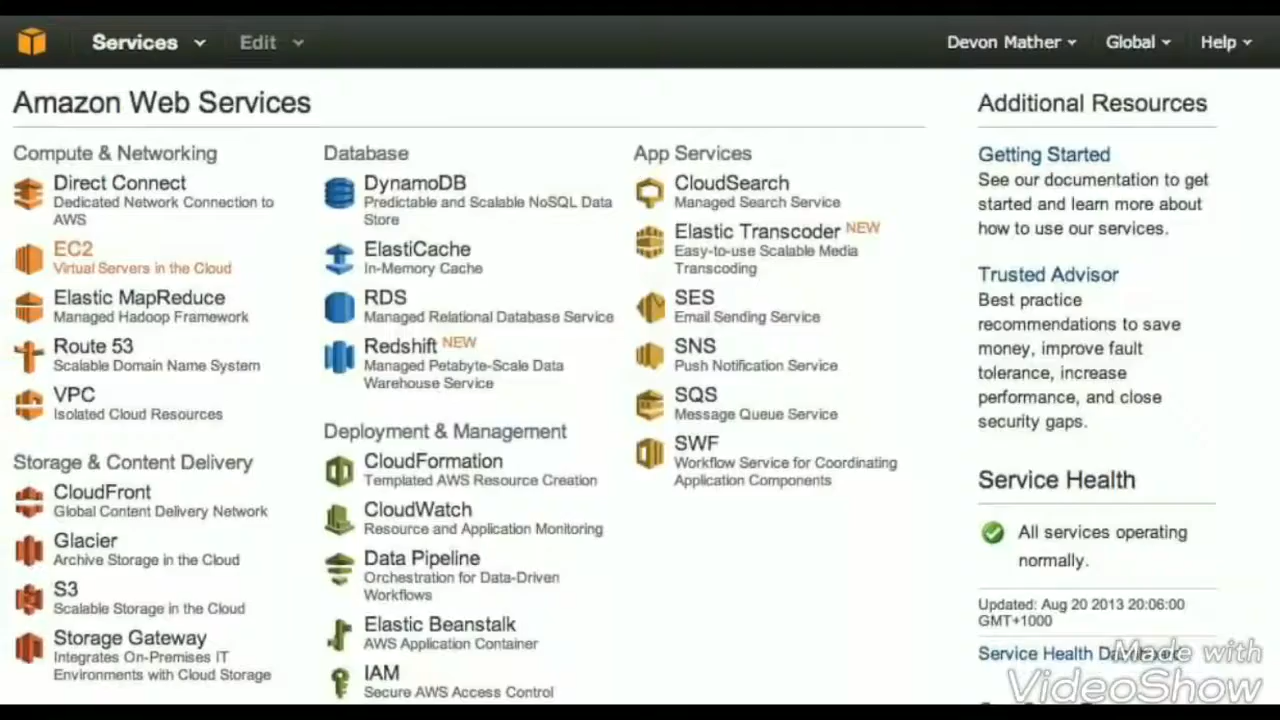 Services Edit Devon Mather Global Help
Amazon Web Services
Compute & Networking
Direct Connect
Dedicated Network Connection to
AWS
EC2
Virtual Servers in the Cloud
Elastic MapReduce
Managed Hadoop Framework
Route 53
Scalable Domain Name System
VPC
Isolated Cloud Resources
Storage & Content Delivery
CloudFront
Global Content Delivery Network
Glacier
Archive Storage in the Cloud
S3
Scalable Storage in the Cloud
Storage Gateway
Integrates On-Premises IT
Environments with Cloud Storage
Database
DynamoDB
Predictable and Scalable NoSQL Data
Store
ElastiCache
In-Memory Cache
RDS
Managed Relational Database Service
Redshift NEW
Managed Petabyte-Scale Data
Warehouse Service
Deployment & Management
CloudFormation
Templated AWS Resource Creation
CloudWatch
Resource and Application Monitoring
Data Pipeline
Orchestration for Data-Driven
Workflows
Elastic Beanstalk
AWS Application Container
IAM
Secure AWS Access Control
App Services
CloudSearch
Managed Search Service
Elastic Transcoder NEW
Easy-to-use Scalable Media
Transcoding
SES
Email Sending Service
SNS
Push Notification Service
SQS
Message Queue Service
SWF
Workflow Service for Coordinating
Application Components
Additional Resources
Getting Started
See our documentation to get
started and learn more about
how to use our services.
Trusted Advisor
Best practice
recommendations to save
money, improve fault
tolerance, increase
performance, and close
security gaps.
Service Health
All services operating
normally.
Updated: Aug 20 2013 20:06:00
GMT+1000
Service Health Dashboard
Made with
VideoShow